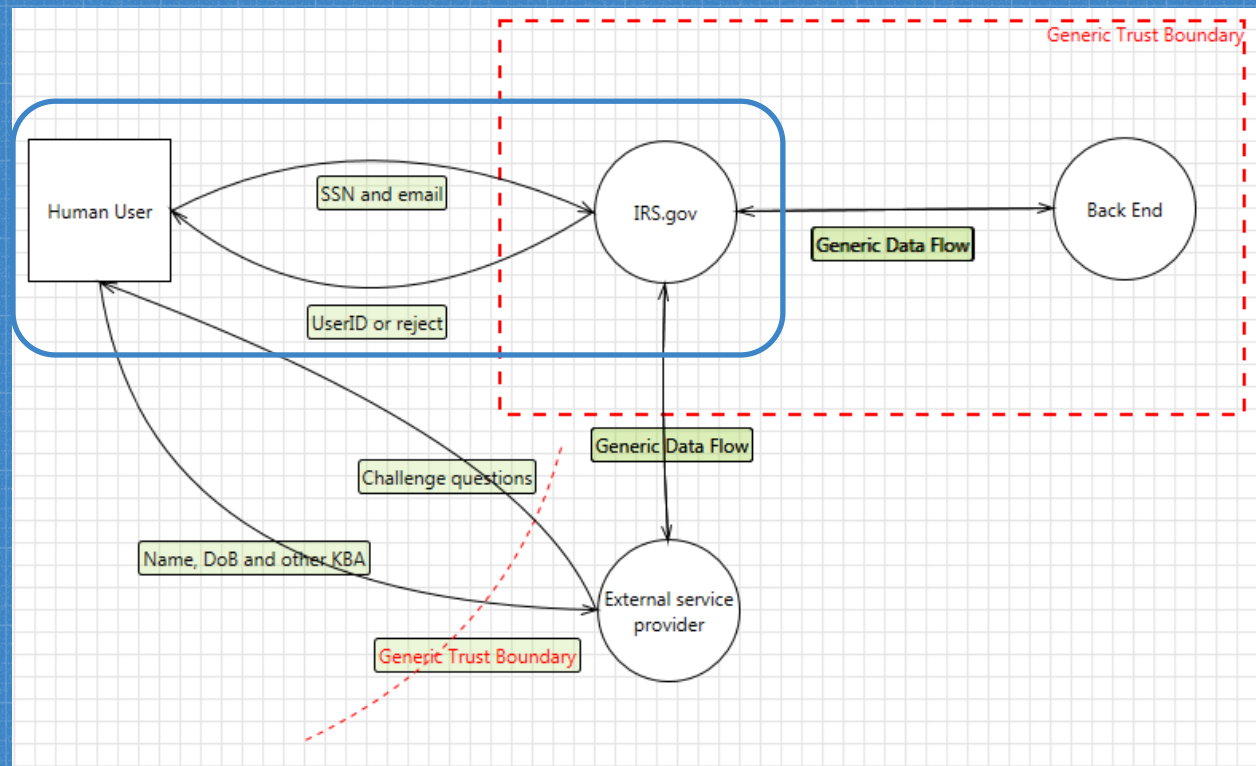 Generic Trust Boundary
Human User
SSN and email
IRS.gov
Back End
Generic Data Flow
UserID or reject
Generic Data Flow
Challenge questions
Name, DoB and other KBA
External service
provider
Generic Trust Boundary